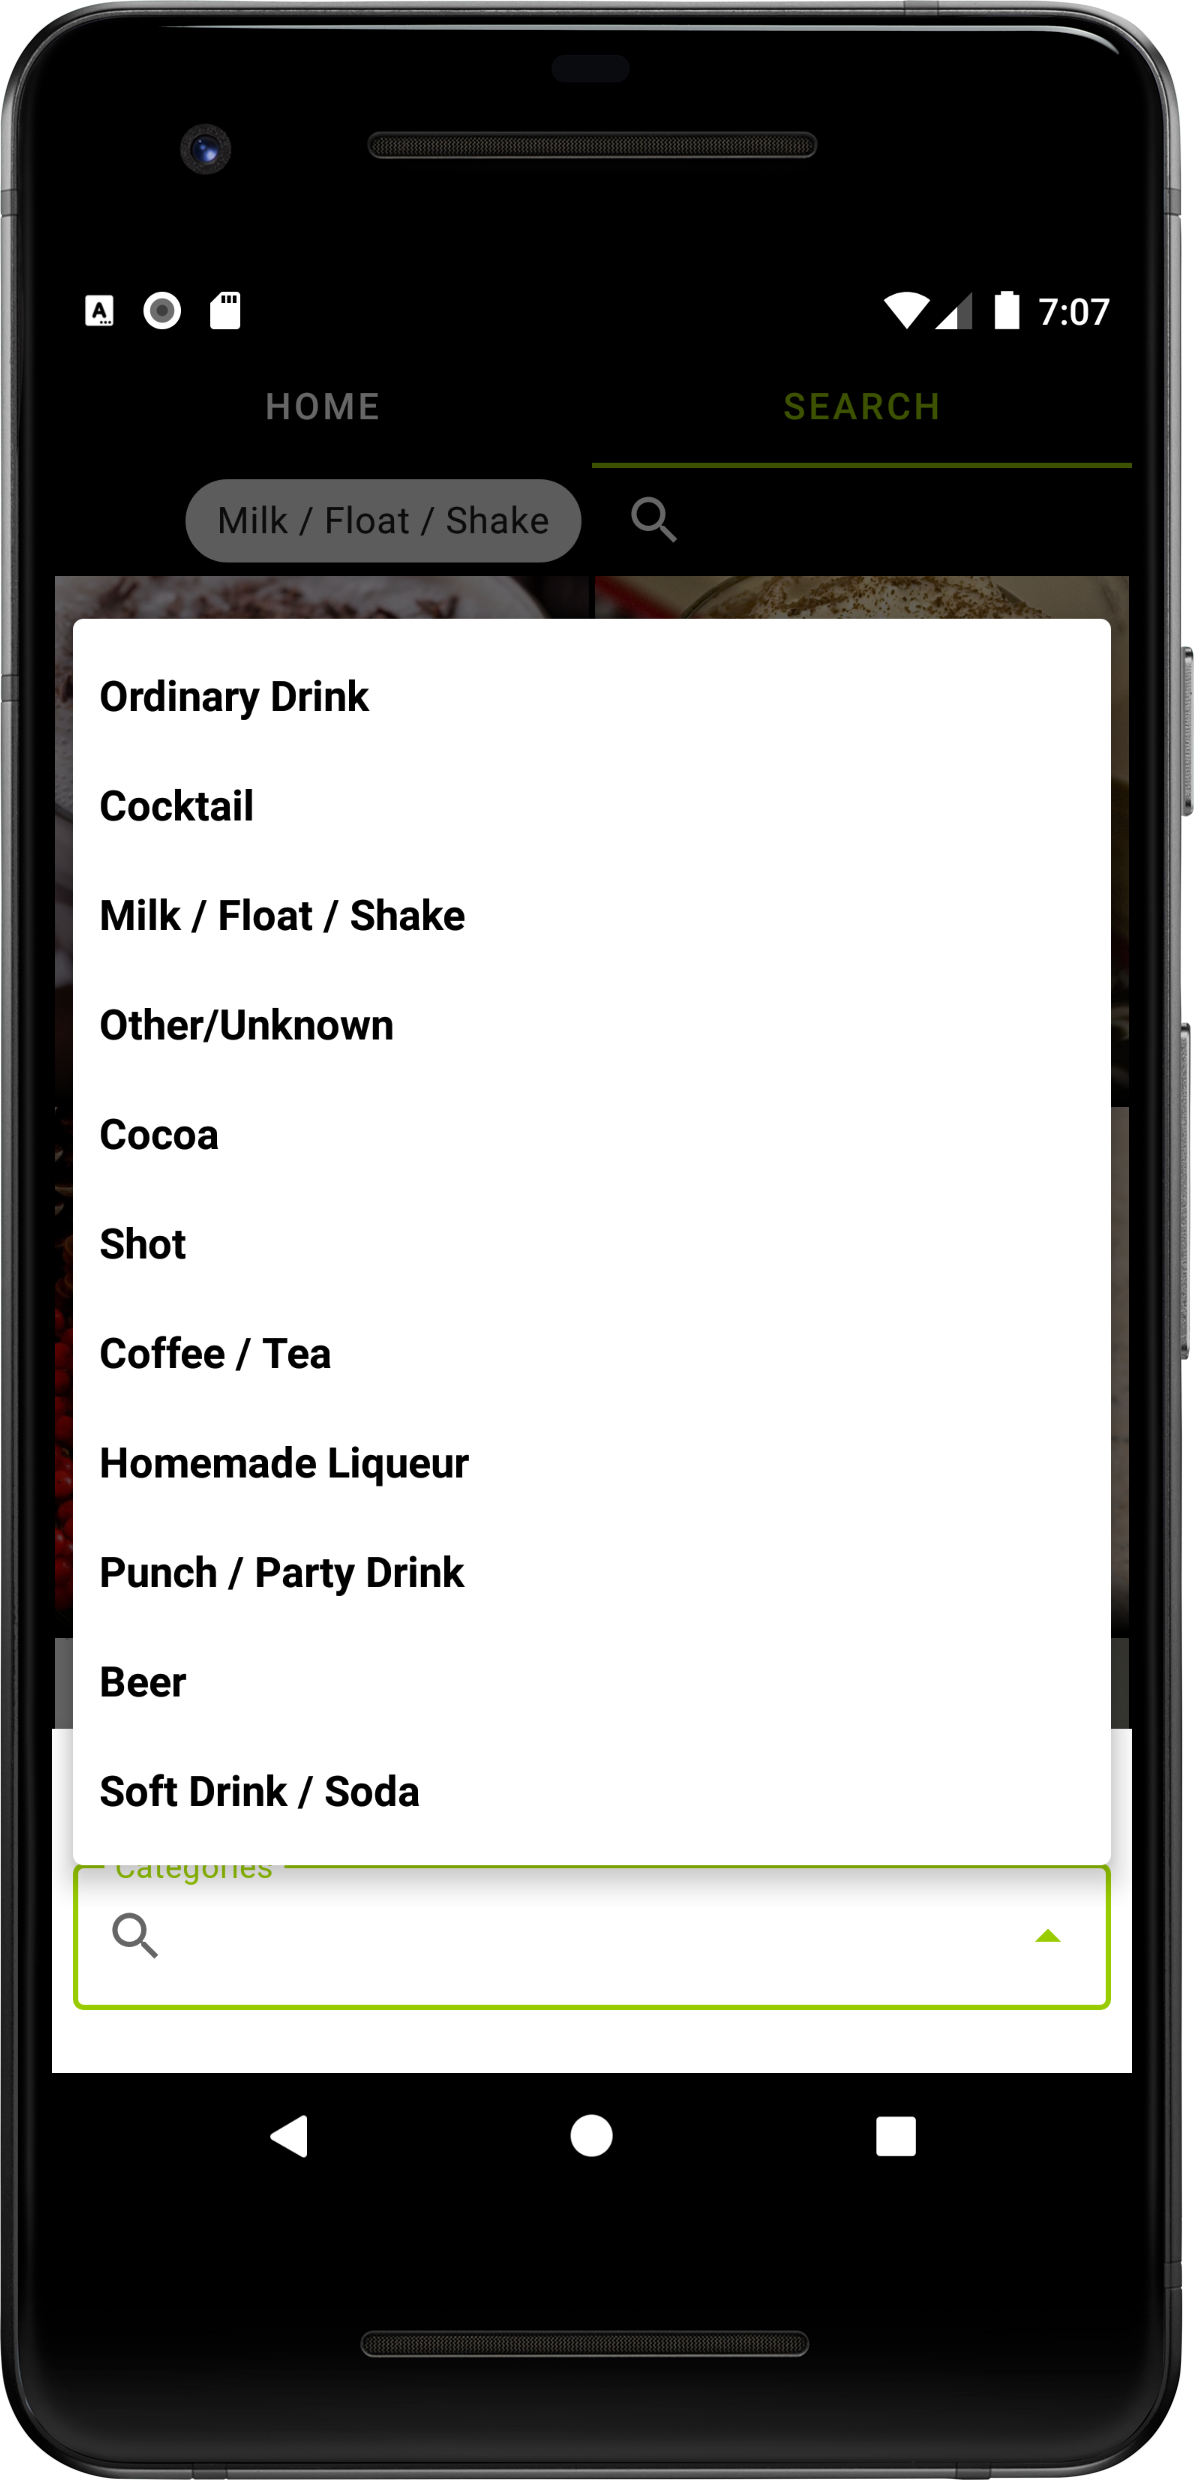 7:07
HOME SEARCH
Milk / Float / Shake
Ordinary Drink
Cocktail
Milk / Float / Shake
Other/Unknown
Cocoa
Shot
Coffee / Tea
Homemade Liqueur
Punch / Party Drink
Beer
Soft Drink / Soda
Categories